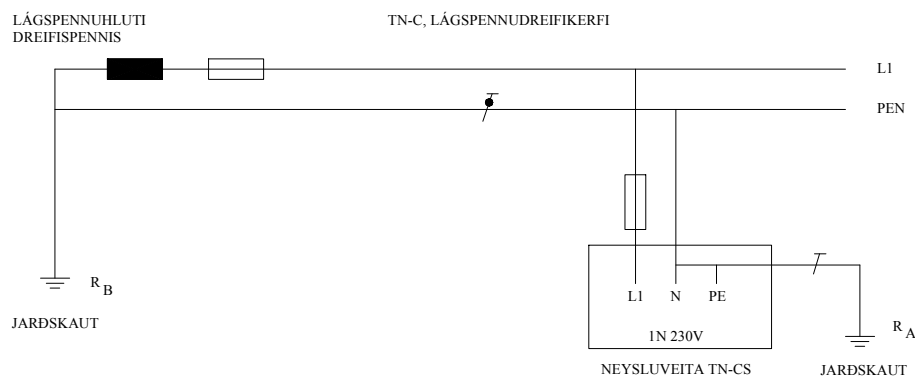 LÁGSPENNUHLUTI
DREIFISPENNIS
TN-C, LÁGSPENNUDREIFIKERFI
L1
PEN
R B
JARÐSKAUT
L1 N PE
1N 230V
NEYSLUVEITA TN-CS
R A
JARÐSKAUT